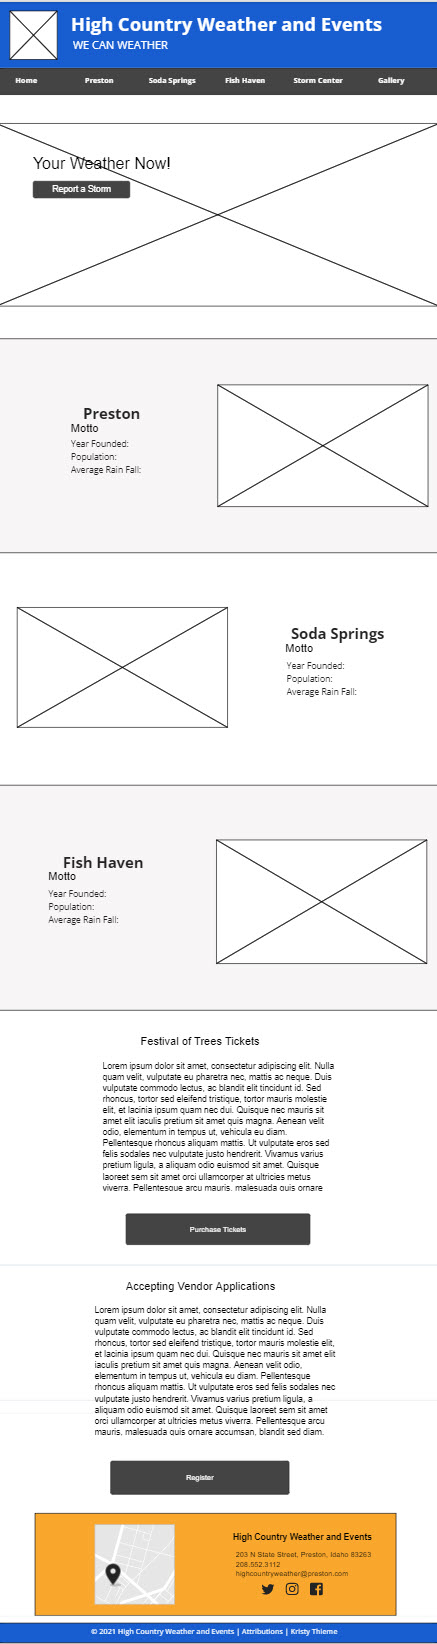 High Country Weather and Events
WE CAN WEATHER
Home Preston Soda Springs Fish Haven Storm Center Gallery
Your Weather Now!
Report a Storm
Preston
Motto
Year Founded:
Population:
Average Rain Fall:
Soda Springs
Motto
Year Founded:
Population:
Average Rain Fall:
Fish Haven
Motto
Year Founded:
Population:
Average Rain Fall:
Festival of Trees Tickets
Lorem ipsum dolor sit amet, consectetur adipiscing elit. Nulla
quam velit, vulputate eu pharetra nec, mattis ac neque. Duis
vulputate commodo lectus, ac blandit elit tincidunt id. Sed
rhoncus, tortor sed eleifend tristique, tortor mauris molestie
elit, et lacinia ipsum quam nec dui. Quisque nec mauris sit
amet elit iaculis pretium sit amet quis magna. Aenean velit
odio, elementum in tempus ut, vehicula eu diam.
Pellentesque rhoncus aliquam mattis. Ut vulputate eros sed
felis sodales nec vulputate justo hendrerit. Vivamus varius
pretium ligula, a aliquam odio euismod sit amet. Quisque
laoreet sem sit amet orci ullamcorper at ultricies metus
viverra. Pellentesque arcu mauris, malesuada quis ornare
Purchase Tickets
Accepting Vendor Applications
Lorem ipsum dolor sit amet, consectetur adipiscing elit. Nulla
quam velit, vulputate eu pharetra nec, mattis ac neque. Duis
vulputate commodo lectus, ac blandit elit tincidunt id. Sed
rhoncus, tortor sed eleifend tristique, tortor mauris molestie elit,
et lacinia ipsum quam nec dui. Quisque nec mauris sit amet elit
iaculis pretium sit amet quis magna. Aenean velit odio,
elementum in tempus ut, vehicula eu diam. Pellentesque
rhoncus aliquam mattis. Ut vulputate eros sed felis sodales nec
vulputate justo hendrerit. Vivamus varius pretium ligula, a
aliquam odio euismod sit amet. Quisque laoreet sem sit amet
orci ullamcorper at ultricies metus viverra. Pellentesque arcu
mauris, malesuada quis ornare accumsan, blandit sed diam.
Register
High Country Weather and Events
203 N State Street, Preston, Idaho 83263
208.552.3112
highcountryweather@preston.com
© 2021 High Country Weather and Events | Attributions | Kristy Thieme